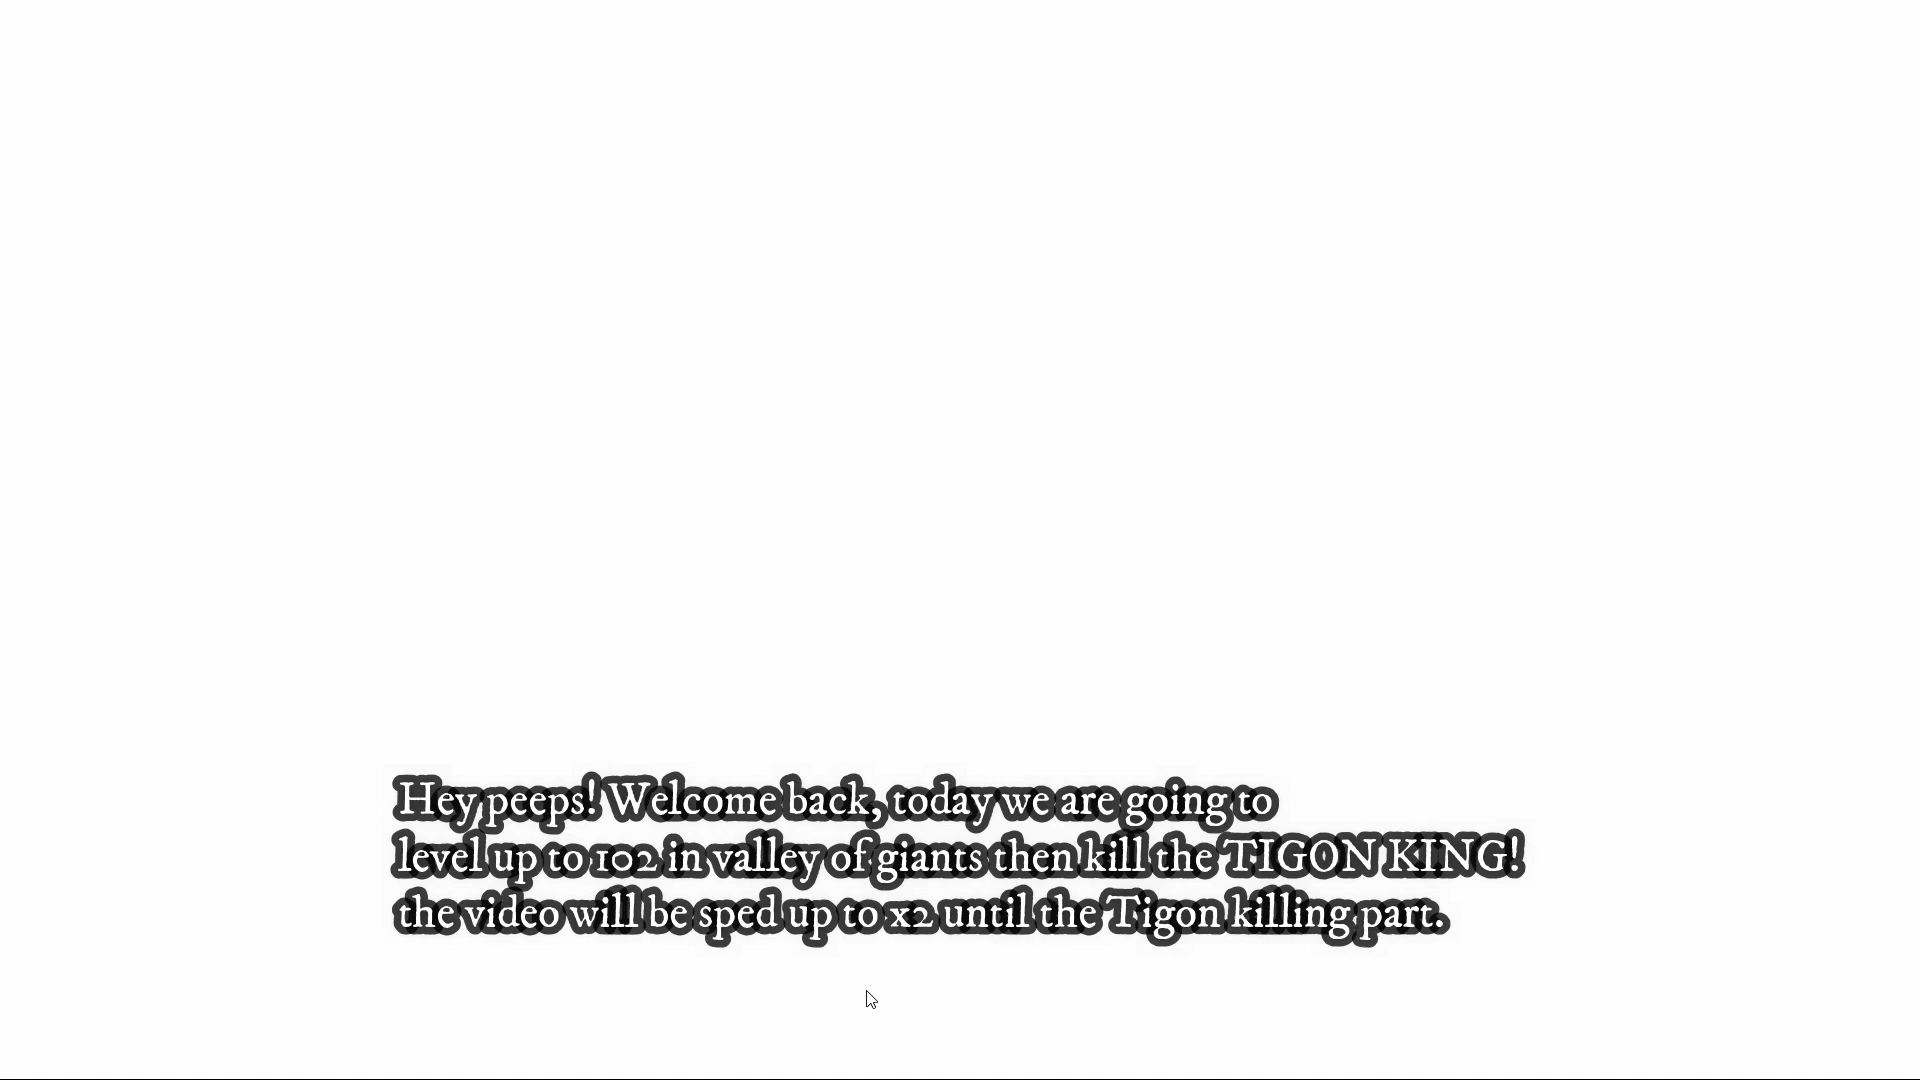 Hey peeps! Welcome back, today we are going to
level up to 102 in valley of giants then kill the TIGON KING!
the video will be sped up to x2 until the Tigon killing part.